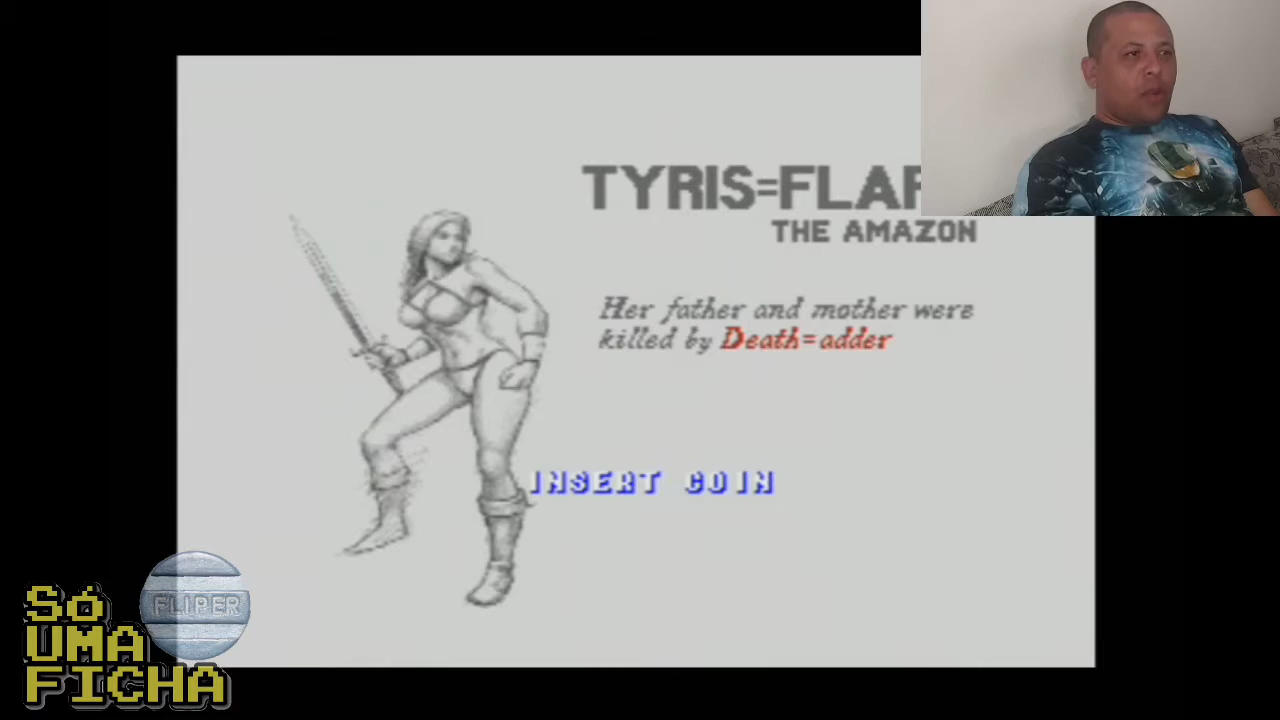 TYRIS=FLAR
THE AMAZON
Her father and mother were
killed by Death=adder
INSERT COIN
FLIPER
SÓ
UMA
FICHA